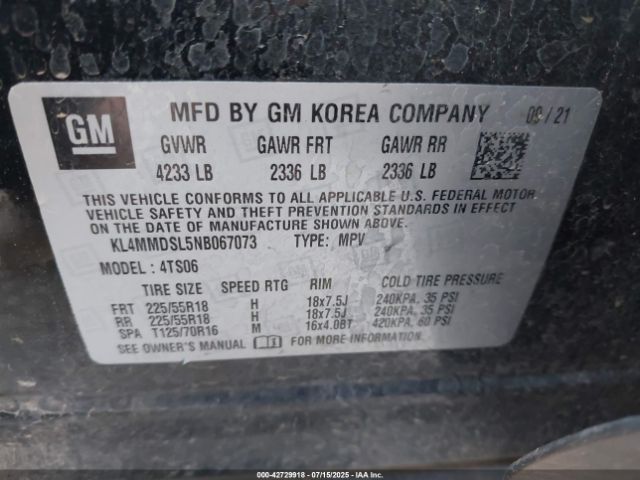 GM
MFD BY GM KOREA COMPANY 09/21
GVWR GAWR FRT GAWR RR
4233 LB 2336 LB 2336 LB
THIS VEHICLE CONFORMS TO ALL APPLICABLE U.S. FEDERAL MOTOR
VEHICLE SAFETY AND THEFT PREVENTION STANDARDS IN EFFECT ON
THE DATE OF MANUFACTURE SHOWN ABOVE.
KL4MMDSL5NB067073 TYPE: MPV
MODEL: 4TS06
TIRE SIZE SPEED RTG RIM COLD TIRE PRESSURE
FRT 225/55R18 H 18x7.5J 240KPA, 35 PSI
RR 225/55R18 H 18x7.5J 240KPA, 35 PSI
SPA T125/70R16 M 16x4.0BT 420KPA, 60 PSI
SEE OWNER'S MANUAL FOR MORE INFORMATION.
000-42729918 - 07/15/2025 - IAAI.com